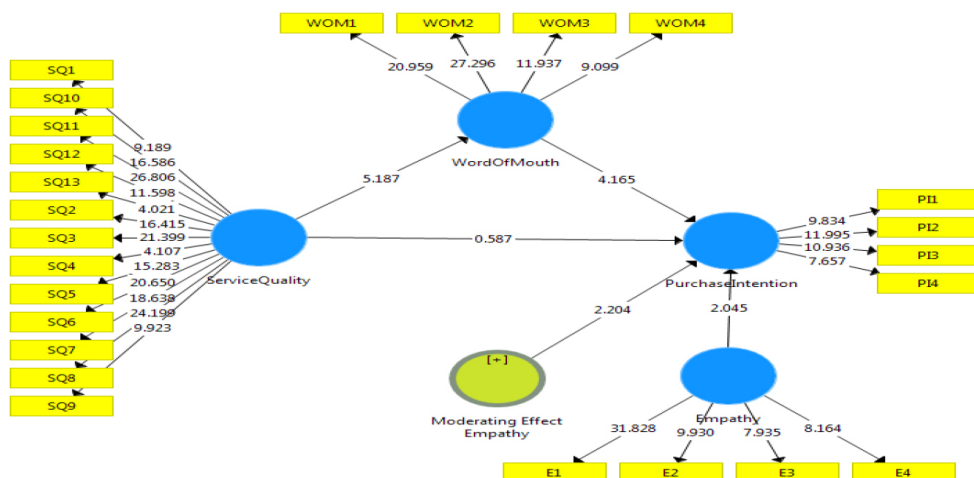 WOM1
WOM2
WOM3
WOM4
20.959
27.296
11.937
9.099
WordOfMouth
SQ1
SQ10
SQ11
SQ12
SQ13
SQ2
SQ3
SQ4
SQ5
SQ6
SQ7
SQ8
SQ9
9.189
16.586
26.806
11.598
4.021
16.415
21.399
4.107
15.283
20.650
18.638
24.199
9.923
ServiceQuality
5.187
4.165
0.587
PI1
PI2
PI3
PI4
9.834
11.995
10.936
7.657
PurchaseIntention
2.204
2.045
[+]
Moderating Effect
Empathy
Empathy
31.828
9.930
7.935
8.164
E1
E2
E3
E4